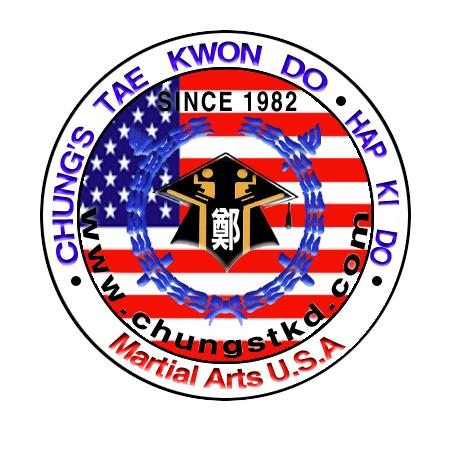 • CHUNG'S TAE KWON DO • HAP KI DO •
SINCE 1982
鄭
www.chungstkd.com
Martial Arts U.S.A